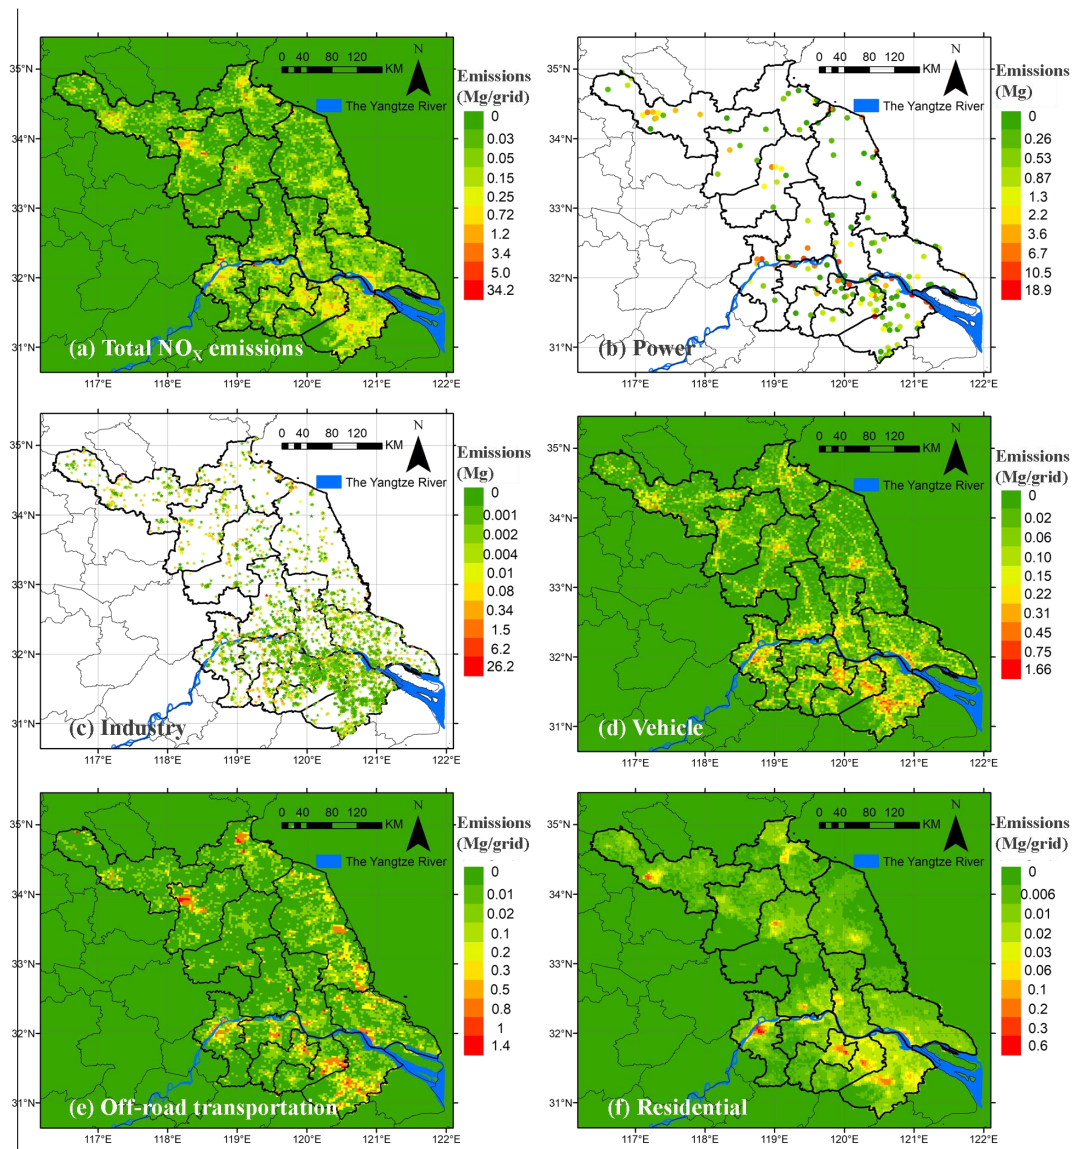 N
0 40 80 120
KM
The Yangtze River
Emissions
(Mg/grid)
0
0.03
0.05
0.15
0.25
0.72
1.2
3.4
5.0
34.2
35°N
34°N
33°N
32°N
31°N
(a) Total NOX emissions
117°E
118°E
119°E
120°E
121°E
122°E
N
0 40 80 120
KM
The Yangtze River
Emissions
(Mg)
0
0.26
0.53
0.87
1.3
2.2
3.6
6.7
10.5
18.9
35°N
34°N
33°N
32°N
31°N
(b) Power
117°E
118°E
119°E
120°E
121°E
122°E
N
0 40 80 120
KM
The Yangtze River
Emissions
(Mg)
0
0.001
0.002
0.004
0.01
0.08
0.34
1.5
6.2
26.2
35°N
34°N
33°N
32°N
31°N
(c) Industry
117°E
118°E
119°E
120°E
121°E
122°E
N
0 40 80 120
KM
The Yangtze River
Emissions
(Mg/grid)
0
0.02
0.06
0.10
0.15
0.22
0.31
0.45
0.75
1.66
35°N
34°N
33°N
32°N
31°N
(d) Vehicle
117°E
118°E
119°E
120°E
121°E
122°E
N
0 40 80 120
KM
The Yangtze River
Emissions
(Mg/grid)
0
0.01
0.02
0.1
0.2
0.3
0.5
0.8
1
1.4
35°N
34°N
33°N
32°N
31°N
(e) Off-road transportation
117°E
118°E
119°E
120°E
121°E
122°E
N
0 40 80 120
KM
The Yangtze River
Emissions
(Mg/grid)
0
0.006
0.01
0.02
0.03
0.06
0.1
0.2
0.3
0.6
35°N
34°N
33°N
32°N
31°N
(f) Residential
117°E
118°E
119°E
120°E
121°E
122°E